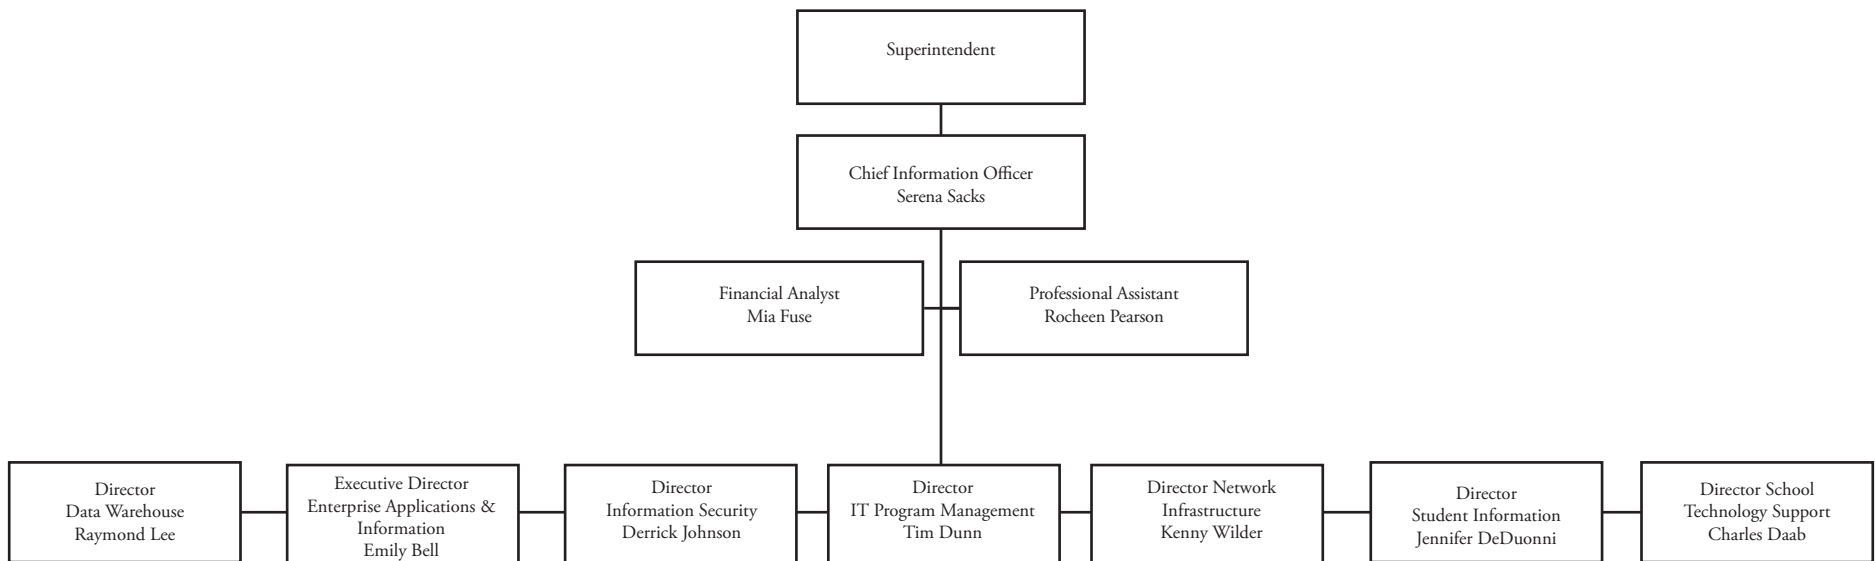 Superintendent
Chief Information Officer
Serena Sacks
Financial Analyst
Mia Fuse
Professional Assistant
Rocheen Pearson
Director
Data Warehouse
Raymond Lee
Executive Director
Enterprise Applications &
Information
Emily Bell
Director
Information Security
Derrick Johnson
Director
IT Program Management
Tim Dunn
Director Network
Infrastructure
Kenny Wilder
Director
Student Information
Jennifer DeDuonni
Director School
Technology Support
Charles Daab